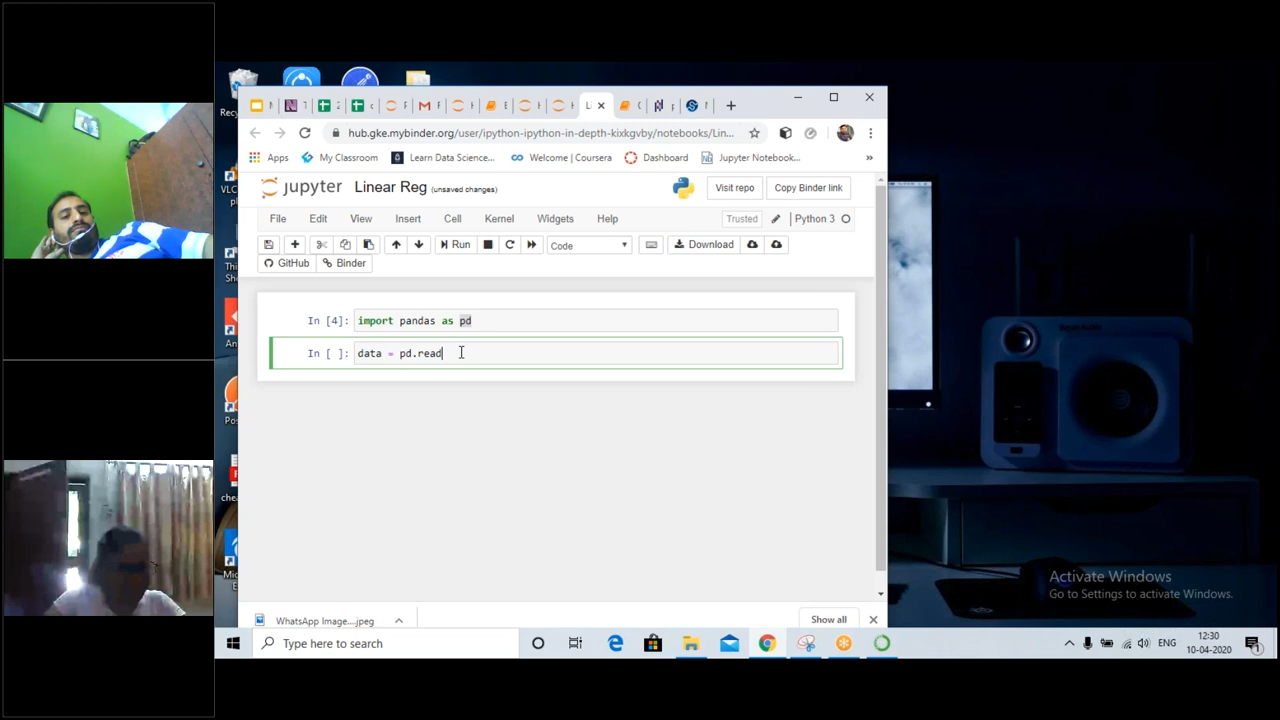 hub.gke.mybinder.org/user/ipython-ipython-in-depth-kixkgvby/notebooks/Lin...
Apps My Classroom Learn Data Science... Welcome | Coursera Dashboard Jupyter Notebook... »
jupyter Linear Reg (unsaved changes) Visit repo Copy Binder link
File Edit View Insert Cell Kernel Widgets Help Trusted Python 3
Run Code Download
GitHub Binder
In [4]: import pandas as pd
In [ ]: data = pd.read
Activate Windows
Go to Settings to activate Windows.
WhatsApp Image....jpeg Show all
Type here to search ENG 12:30
10-04-2020